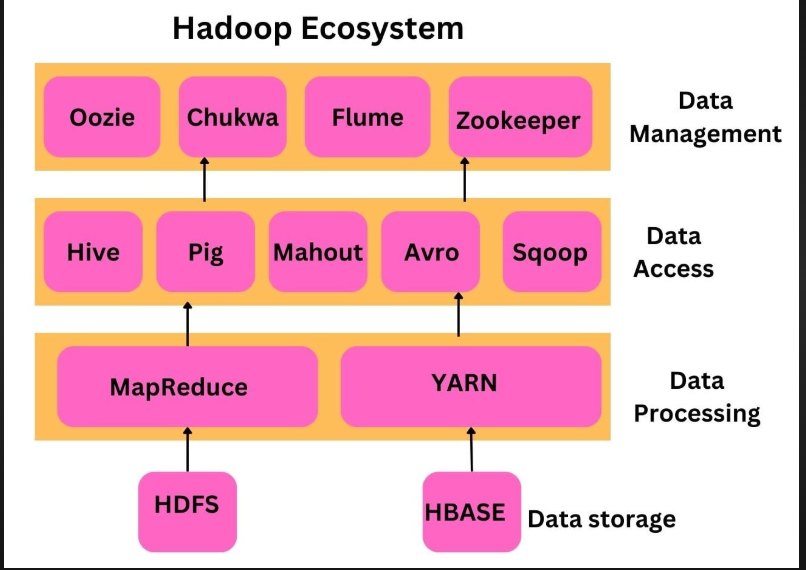 Hadoop Ecosystem
Oozie
Chukwa
Flume
Zookeeper
Data
Management
Hive
Pig
Mahout
Avro
Sqoop
Data
Access
MapReduce
YARN
Data
Processing
HDFS
HBASE
Data storage